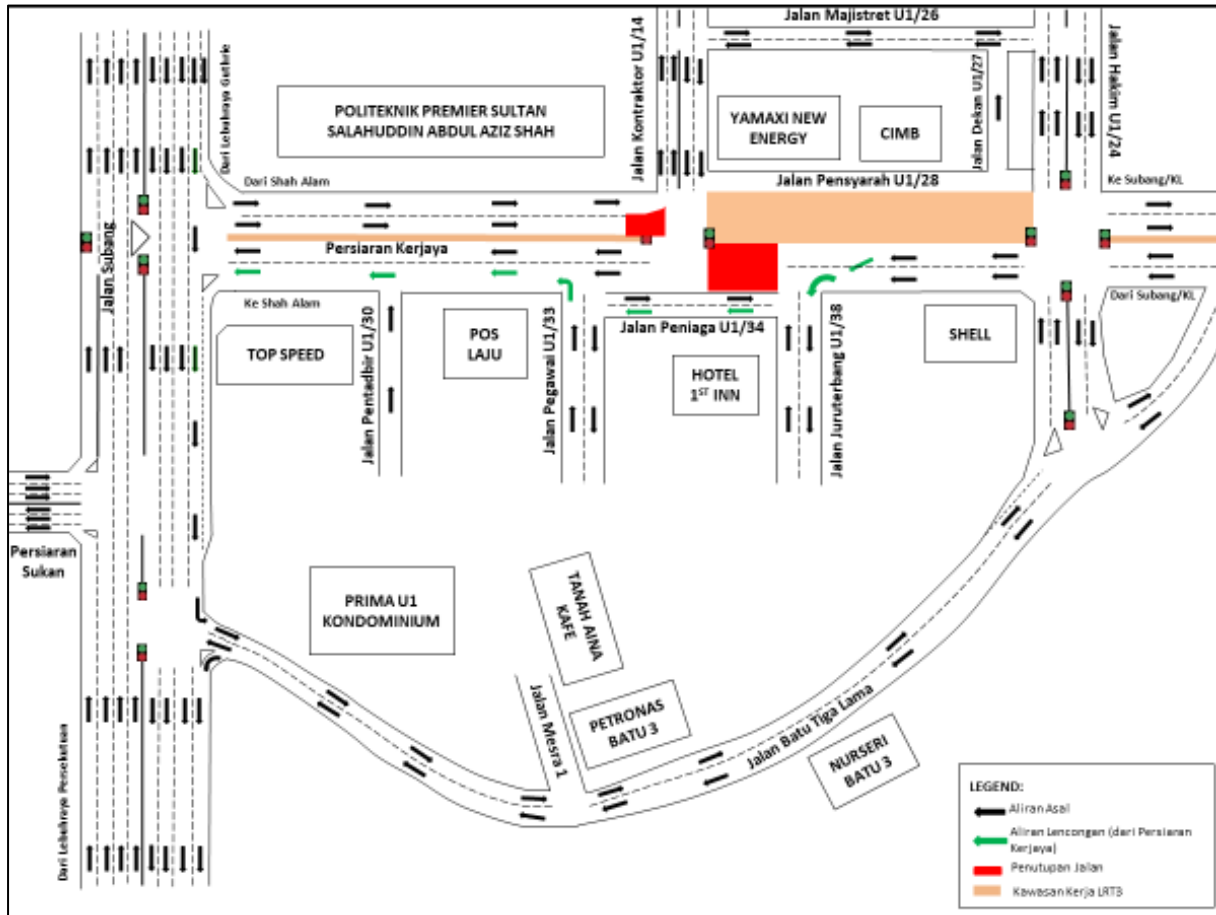 Jalan Majistret U1/26
Jalan Kontraktor U1/14
Jalan Hakim U1/24
Dari Lebuhraya Guthrie
POLITEKNIK PREMIER SULTAN
SALAHUDDIN ABDUL AZIZ SHAH
YAMAXI NEW
ENERGY
CIMB
Jalan Dekan U1/27
Dari Shah Alam
Jalan Pensyarah U1/28
Ke Subang/KL
Jalan Subang
Persiaran Kerjaya
Ke Shah Alam
Dari Subang/KL
TOP SPEED
Jalan Pentadbir U1/30
POS
LAJU
Jalan Pegawai U1/33
Jalan Peniaga U1/34
HOTEL
1ST INN
Jalan Juruterbang U1/38
SHELL
Persiaran
Sukan
PRIMA U1
KONDOMINIUM
TANAH AINA
KAFE
Jalan Mesra 1
PETRONAS
BATU 3
Jalan Batu Tiga Lama
NURSERI
BATU 3
Dari Lebuhraya Persekutuan
LEGEND:
Aliran Asal
Aliran Lencongan (dari Persiaran
Kerjaya)
Penutupan Jalan
Kawasan Kerja LRT3